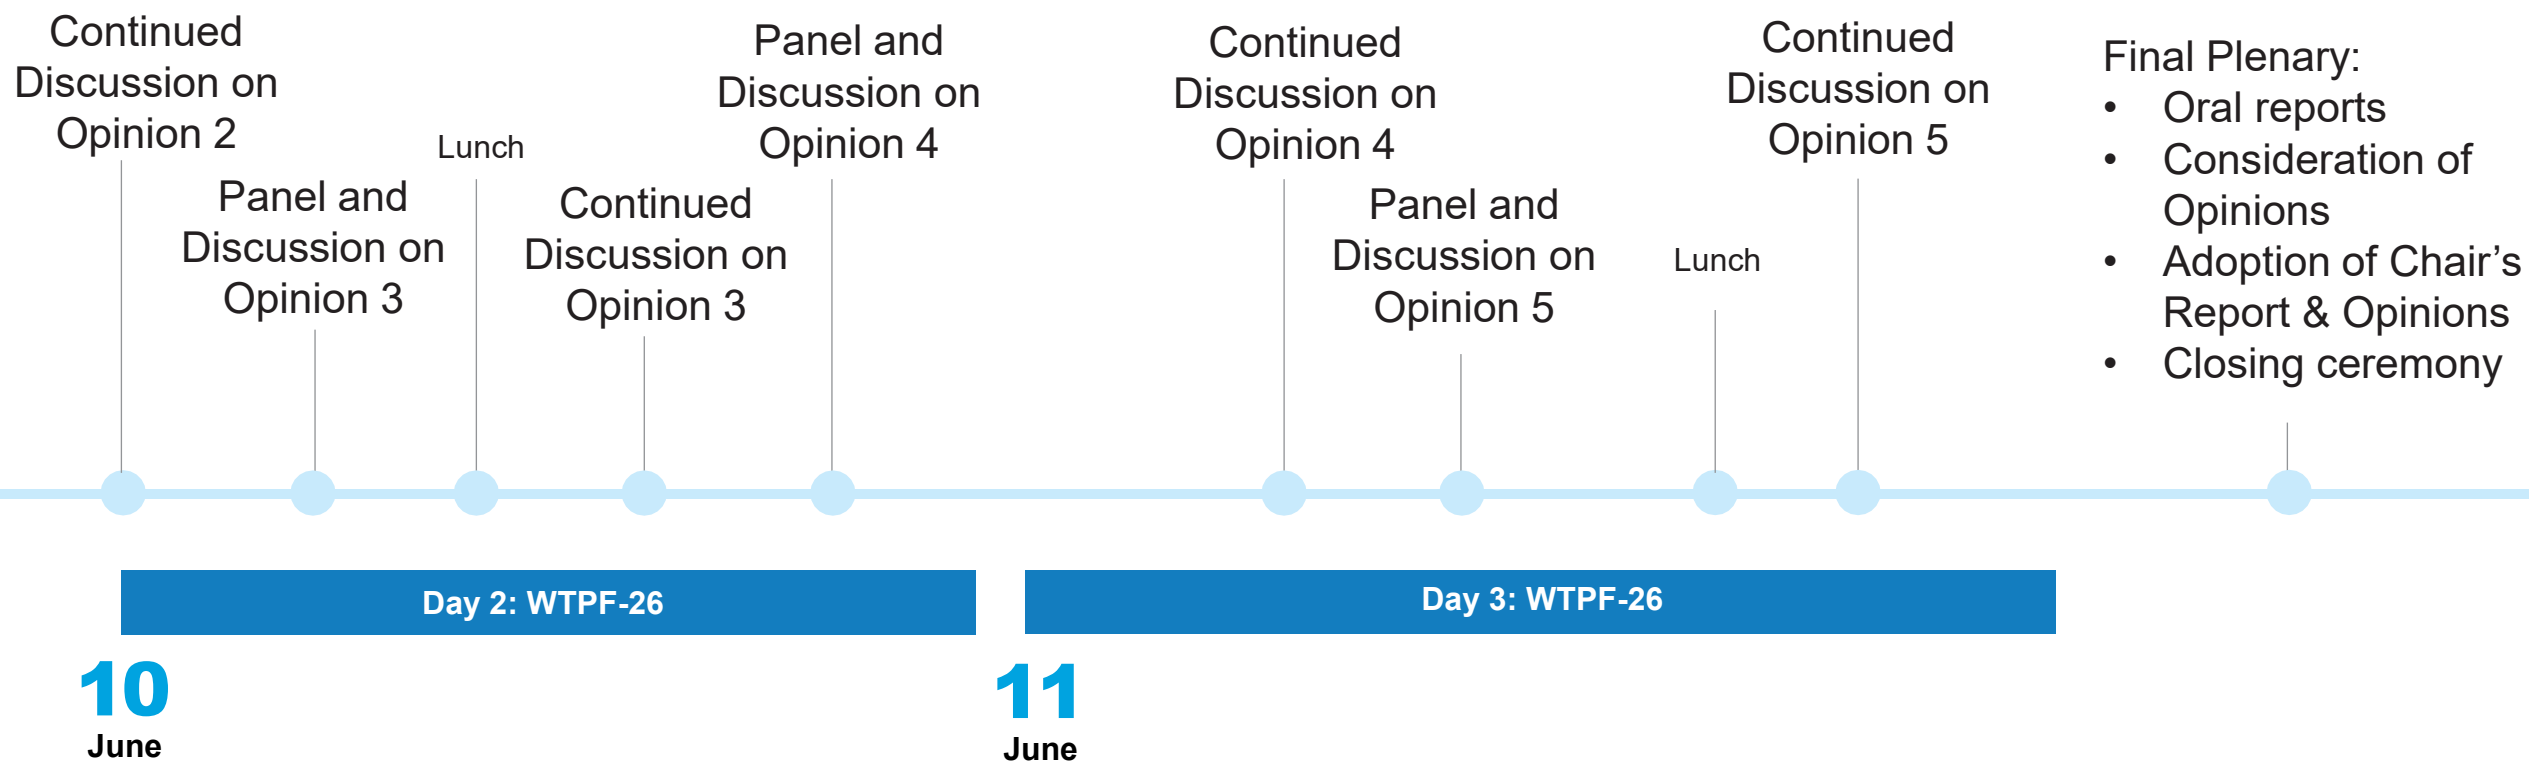 Continued
Discussion on
Opinion 2
Panel and
Discussion on
Opinion 3
Lunch
Continued
Discussion on
Opinion 3
Panel and
Discussion on
Opinion 4
Continued
Discussion on
Opinion 4
Panel and
Discussion on
Opinion 5
Lunch
Continued
Discussion on
Opinion 5
Final Plenary:
• Oral reports
• Consideration of
Opinions
• Adoption of Chair’s
Report & Opinions
• Closing ceremony
Day 2: WTPF-26
Day 3: WTPF-26
10
June
11
June